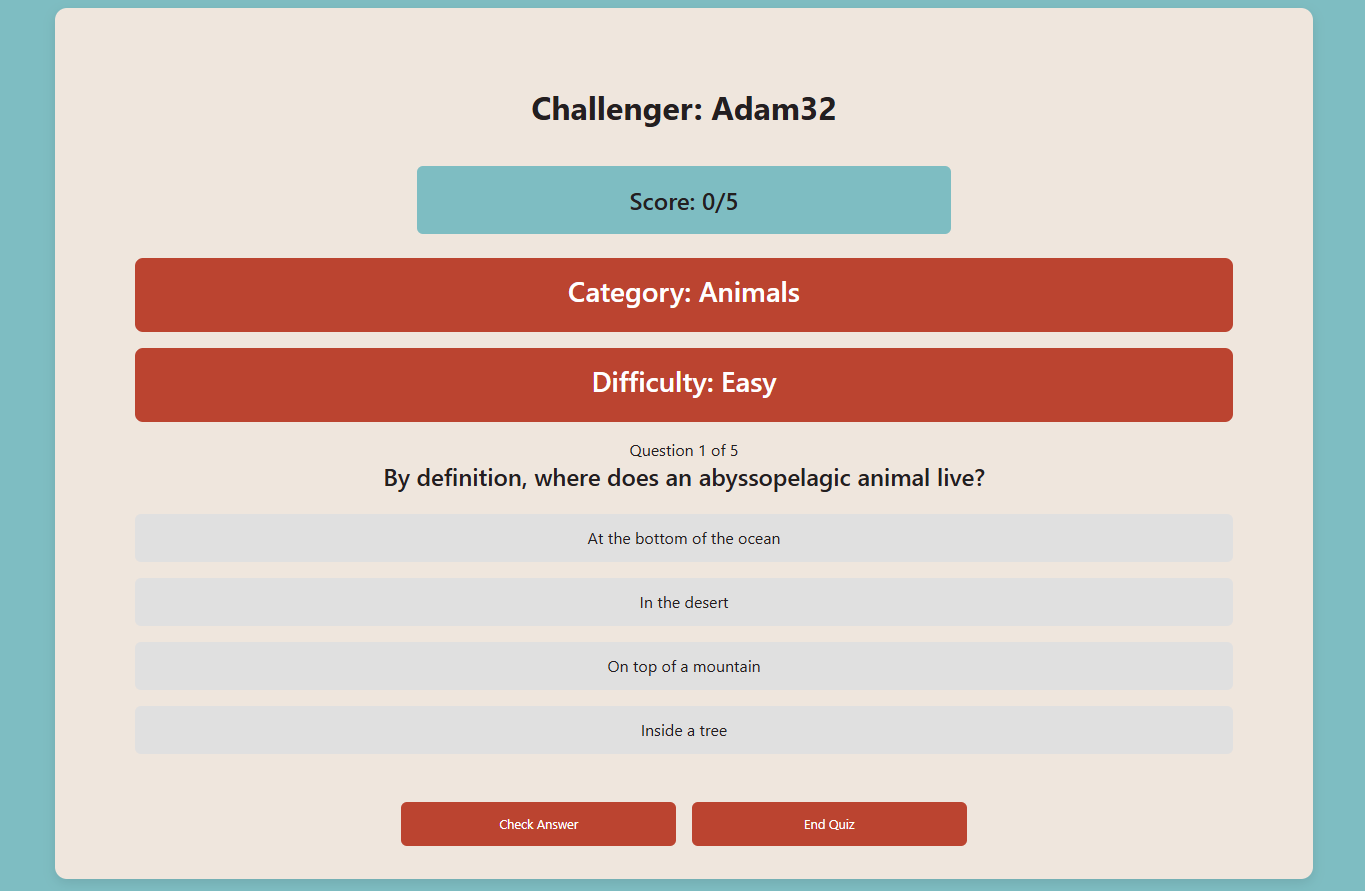 Challenger: Adam32
Score: 0/5
Category: Animals
Difficulty: Easy
Question 1 of 5
By definition, where does an abyssopelagic animal live?
At the bottom of the ocean
In the desert
On top of a mountain
Inside a tree
Check Answer
End Quiz